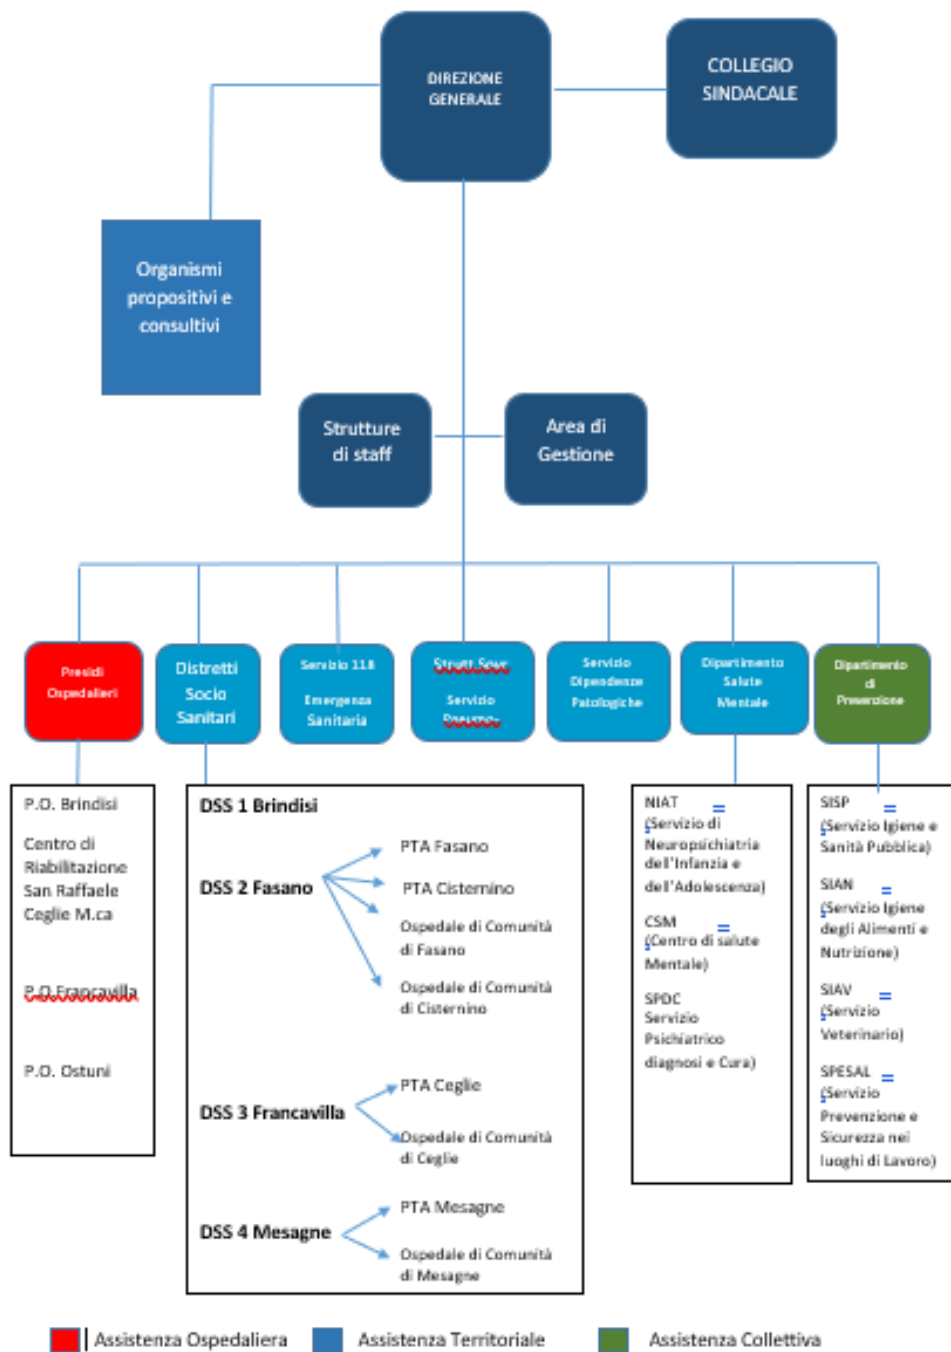 DIREZIONE
GENERALE
COLLEGIO
SINDACALE
Organismi
propositivi e
consultivi
Strutture
di staff
Area di
Gestione
Presidi
Ospedalieri
Distretti
Socio
Sanitari
Servizio 118
Emergenza
Sanitaria
Strutt.Sovr.
Servizio
Servizio
Dipendenze
Patologiche
Dipartimento
Salute
Mentale
Dipartimento
di
Prevenzione
P.O. Brindisi
Centro di
Riabilitazione
San Raffaele
Ceglie M.ca
P.O.Francavilla
P.O. Ostuni
DSS 1 Brindisi
DSS 2 Fasano
PTA Fasano
PTA Cisternino
Ospedale di Comunità
di Fasano
Ospedale di Comunità
di Cisternino
DSS 3 Francavilla
PTA Ceglie
Ospedale di Comunità
di Ceglie
DSS 4 Mesagne
PTA Mesagne
Ospedale di Comunità
di Mesagne
NIAT
(Servizio di
Neuropsichiatria
dell'Infanzia e
dell'Adolescenza)
CSM
(Centro di salute
Mentale)
SPDC
Servizio
Psichiatrico
diagnosi e Cura)
SISP
(Servizio Igiene e
Sanità Pubblica)
SIAN
(Servizio Igiene
degli Alimenti e
Nutrizione)
SIAV
(Servizio
Veterinario)
SPESAL
(Servizio
Prevenzione e
Sicurezza nei
luoghi di Lavoro)
Assistenza Ospedaliera
Assistenza Territoriale
Assistenza Collettiva